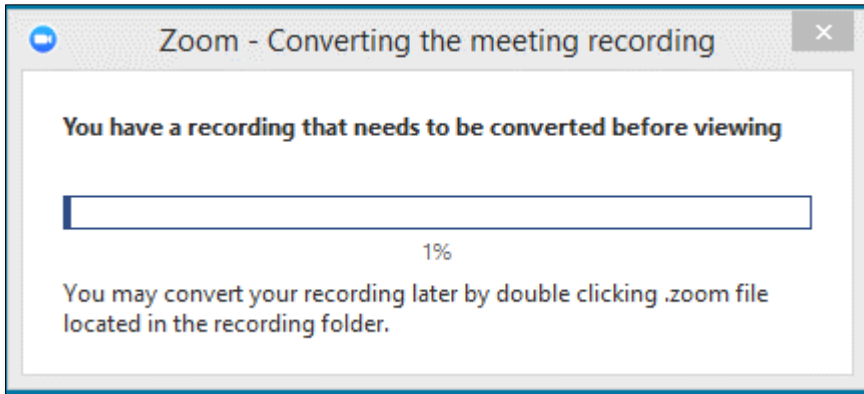 Zoom - Converting the meeting recording
You have a recording that needs to be converted before viewing
1%
You may convert your recording later by double clicking .zoom file
located in the recording folder.